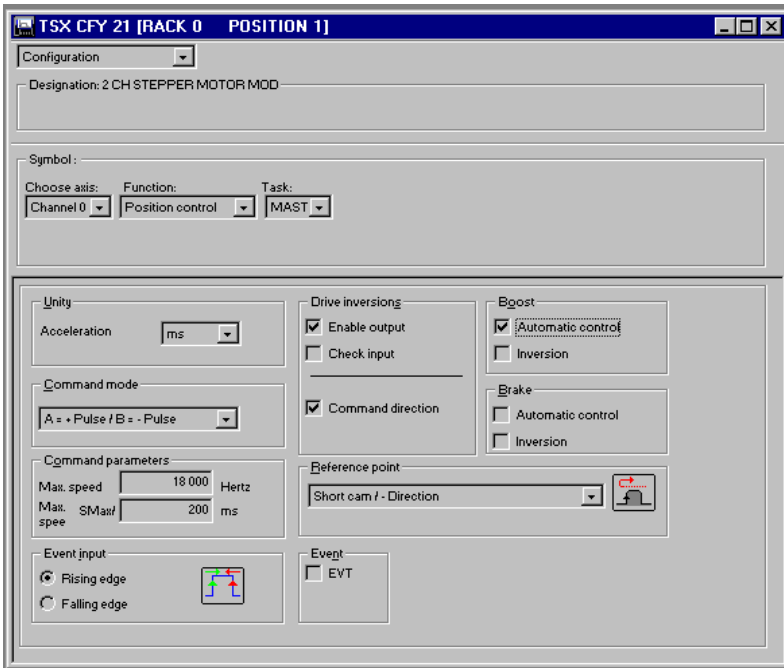 TSX CFY 21 [RACK 0 POSITION 1]
Configuration
Designation: 2 CH STEPPER MOTOR MOD
Symbol :
Choose axis: Function: Task:
Channel 0 Position control MAST
Unity
Acceleration ms
Command mode
A = + Pulse / B = - Pulse
Command parameters
Max. speed 18 000 Hertz
Max. spee SMax/ 200 ms
Event input
Rising edge
Falling edge
Drive inversions
Enable output
Check input
Command direction
Boost
Automatic control
Inversion
Brake
Automatic control
Inversion
Reference point
Short cam / - Direction
Event
EVT